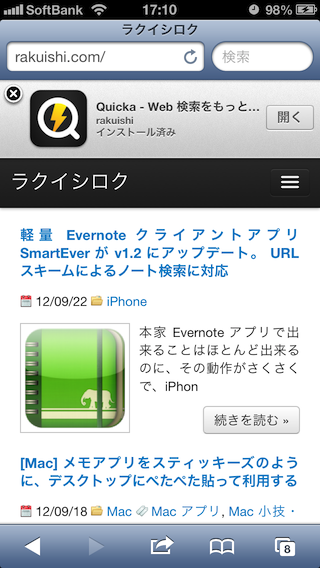 SoftBank 17:10 98%
ラクイシロク
rakuishi.com/ 検索
Quicka - Web 検索をもっと…
rakuishi
インストール済み
開く
ラクイシロク
軽量 Evernote クライアントアプリ
SmartEver が v1.2 にアップデート。 URL
スキームによるノート検索に対応
12/09/22 iPhone
本家 Evernote アプリで出
来ることはほとんど出来る
のに、その動作がさくさく
で、iPhon
続きを読む »
[Mac] メモアプリをスティッキーズのよう
に、デスクトップにぺたぺた貼って利用する
12/09/18 Mac Mac アプリ, Mac 小技・
8